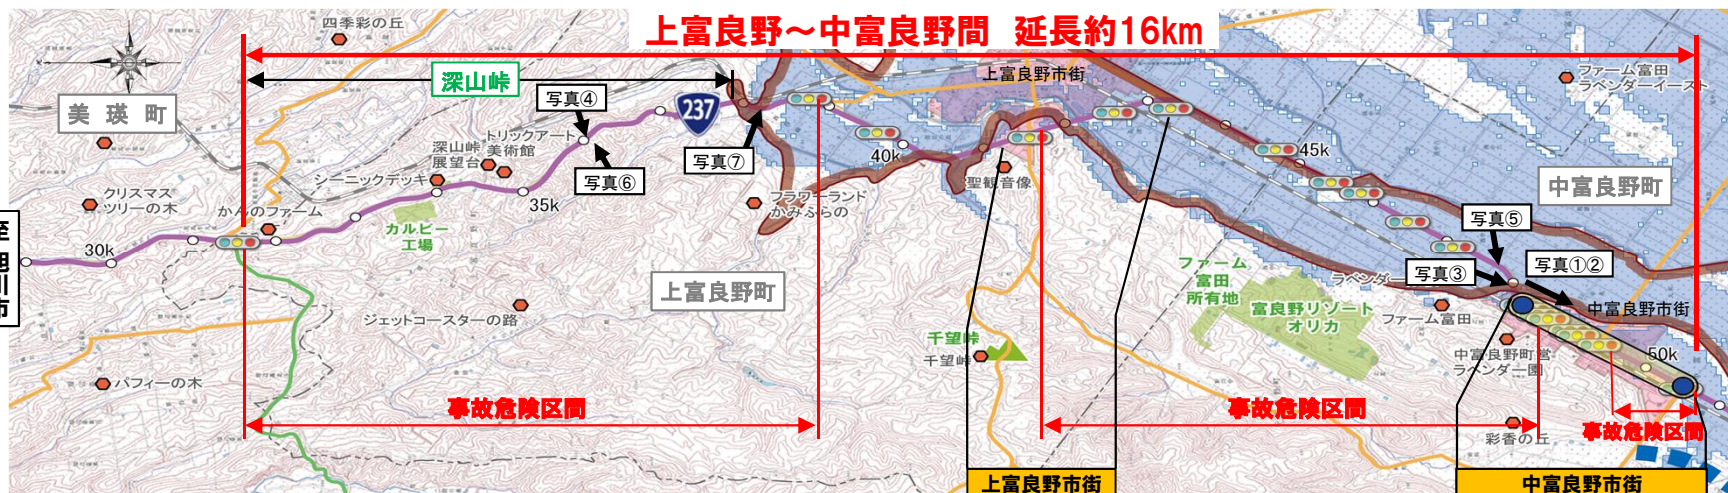 上富良野～中富良野間　延長約16km
四季彩の丘
深山峠
写真④
237
上富良野市街
ファーム富田
ラベンダーイースト
美 瑛 町
トリックアート
美術館
深山峠
展望台
シーニックデッキ
写真⑥
写真⑦
40k
45k
聖観音像
中富良野町
クリスマス
ツリーの木
かんのファーム
35k
フラワーランド
かみふらの
カルビー
工場
至
旭
川
市
30k
写真⑤
写真③
写真①②
ファーム
富田
所有地
ラベンダー
富良野リゾート
オリカ
上富良野町
ジェットコースターの路
ファーム富田
中富良野市街
千望峠
千望峠
中富良野町営
ラベンダー園
50k
パフィーの木
事故危険区間
事故危険区間
事故危険区間
彩香の丘
上富良野市街
中富良野市街